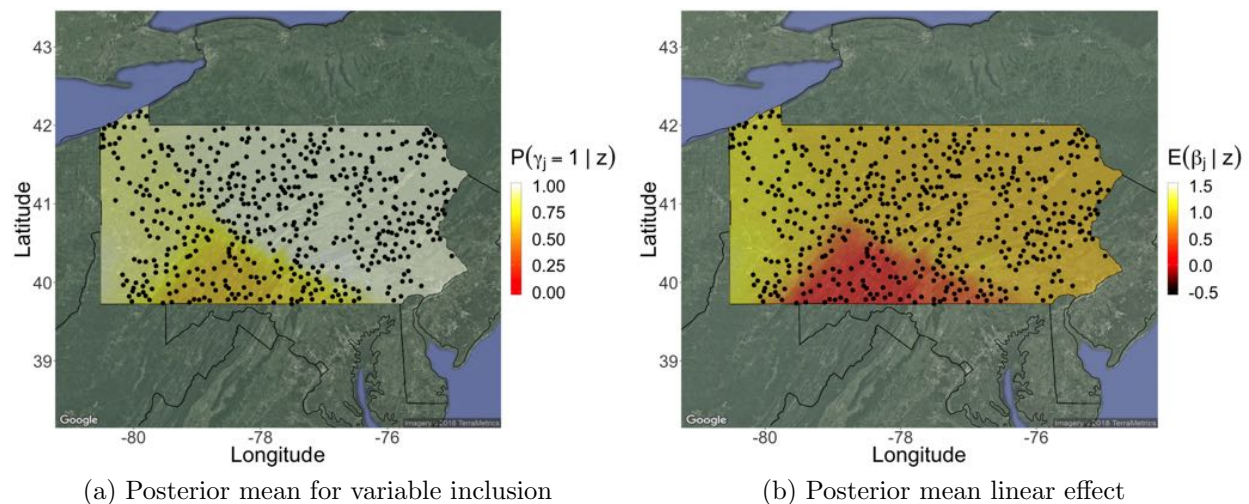 43
42
41
40
39
Latitude
-80
-78
-76
Longitude
Google
Imagery ©2018 TerraMetrics
P(γj = 1 | z)
1.00
0.75
0.50
0.25
0.00
(a) Posterior mean for variable inclusion
43
42
41
40
39
Latitude
-80
-78
-76
Longitude
Google
Imagery ©2018 TerraMetrics
E(βj | z)
1.5
1.0
0.5
0.0
-0.5
(b) Posterior mean linear effect